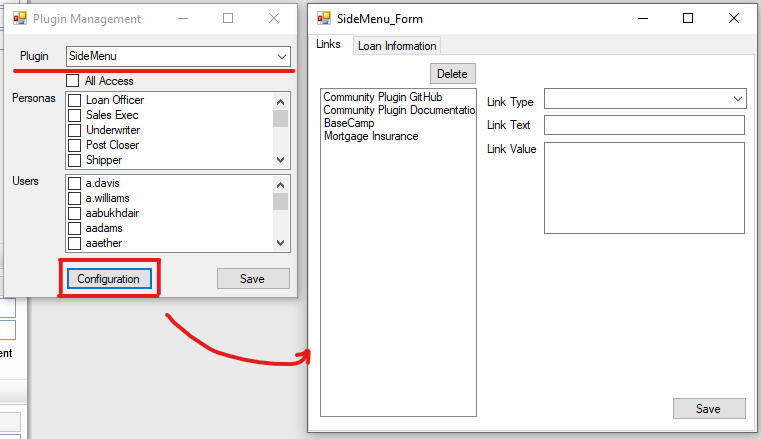 Plugin Management
Plugin
SideMenu
All Access
Personas
Loan Officer
Sales Exec
Underwriter
Post Closer
Shipper
Users
a.davis
a.williams
aabukhdair
aadams
aaether
Configuration
Save
ent
SideMenu_Form
Links
Loan Information
Delete
Community Plugin GitHub
Community Plugin Documentatio
BaseCamp
Mortgage Insurance
Link Type
Link Text
Link Value
Save